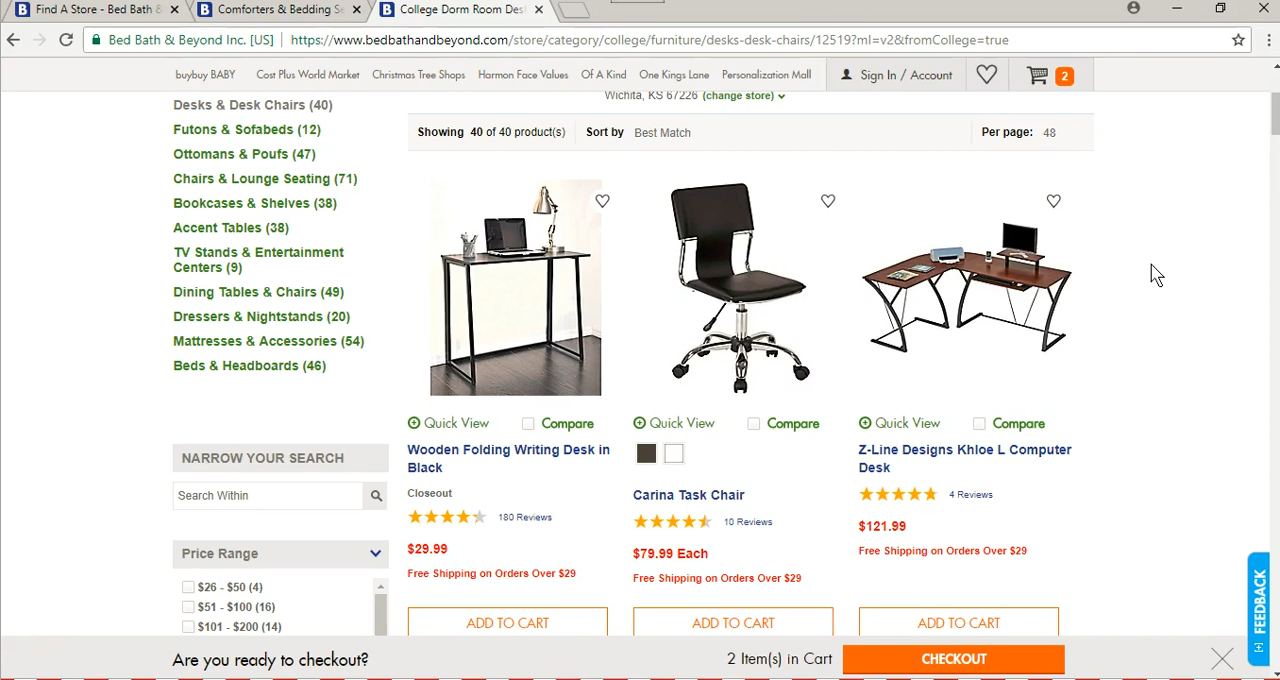 Find A Store - Bed Bath &
Comforters & Bedding Se
College Dorm Room Des
Bed Bath & Beyond Inc. [US]
https://www.bedbathandbeyond.com/store/category/college/furniture/desks-desk-chairs/12519?ml=v2&fromCollege=true
buybuy BABY Cost Plus World Market Christmas Tree Shops Harmon Face Values Of A Kind One Kings Lane Personalization Mall Sign In / Account 2
Wichita, KS 67226 (change store)
Desks & Desk Chairs (40)
Futons & Sofabeds (12)
Ottomans & Poufs (47)
Chairs & Lounge Seating (71)
Bookcases & Shelves (38)
Accent Tables (38)
TV Stands & Entertainment
Centers (9)
Dining Tables & Chairs (49)
Dressers & Nightstands (20)
Mattresses & Accessories (54)
Beds & Headboards (46)
NARROW YOUR SEARCH
Search Within
Price Range
$26 - $50 (4)
$51 - $100 (16)
$101 - $200 (14)
Showing 40 of 40 product(s) Sort by Best Match Per page: 48
Quick View Compare
Wooden Folding Writing Desk in
Black
Closeout
180 Reviews
$29.99
Free Shipping on Orders Over $29
ADD TO CART
Quick View Compare
Carina Task Chair
10 Reviews
$79.99 Each
Free Shipping on Orders Over $29
ADD TO CART
Quick View Compare
Z-Line Designs Khloe L Computer
Desk
4 Reviews
$121.99
Free Shipping on Orders Over $29
ADD TO CART
FEEDBACK
Are you ready to checkout? 2 Item(s) in Cart CHECKOUT